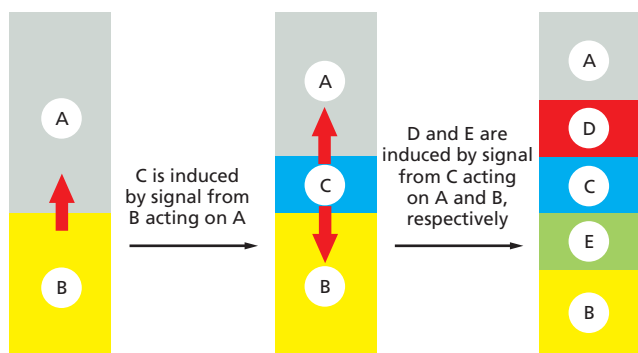 A
B
C is induced
by signal from
B acting on A
A
C
B
D and E are
induced by signal
from C acting
on A and B,
respectively
A
D
C
E
B